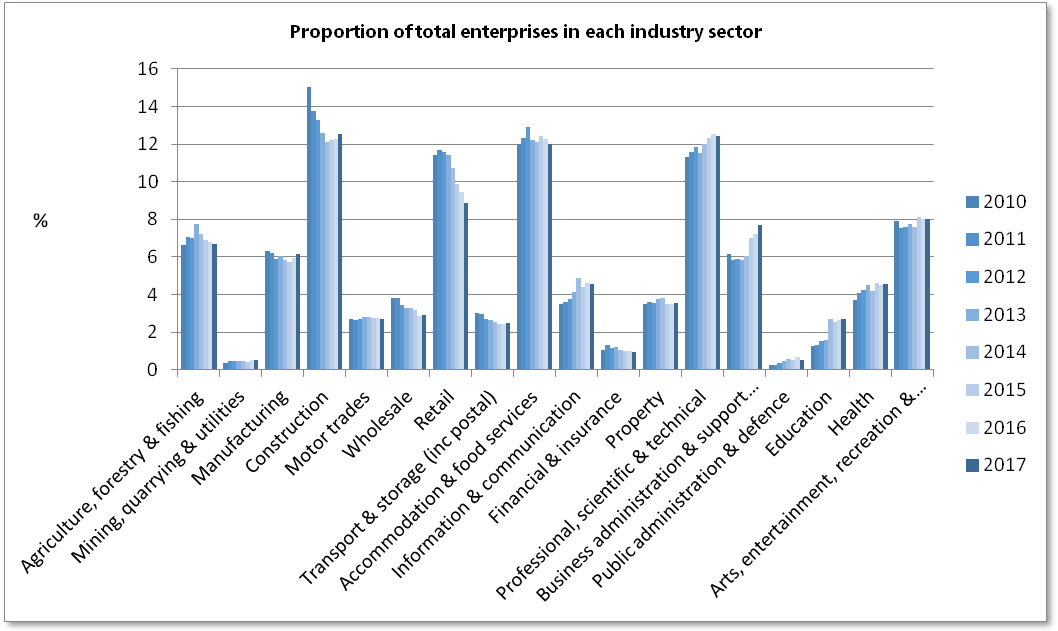 Proportion of total enterprises in each industry sector
16
14
12
10
8
6
4
2
0
%
Agriculture, forestry & fishing
Mining, quarrying & utilities
Manufacturing
Construction
Motor trades
Wholesale
Retail
Transport & storage (inc postal)
Accommodation & food services
Information & communication
Financial & insurance
Property
Professional, scientific & technical
Business administration & support...
Public administration & defence
Education
Health
Arts, entertainment, recreation &...
2010
2011
2012
2013
2014
2015
2016
2017